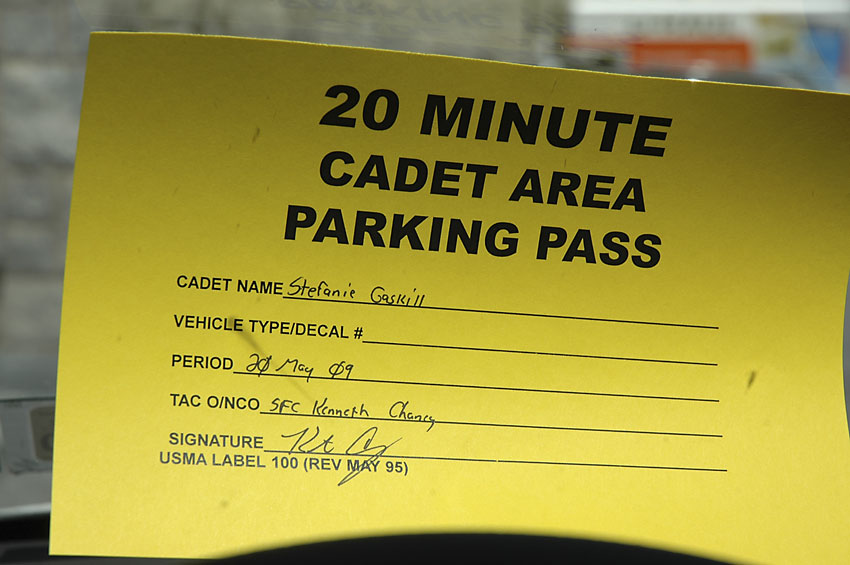 20 MINUTE
CADET AREA
PARKING PASS
CADET NAME Stefanie Gaskill
VEHICLE TYPE/DECAL #
PERIOD 20 May 09
TAC O/NCO SFC Kenneth Chancy
SIGNATURE
USMA LABEL 100 (REV MAY 95)